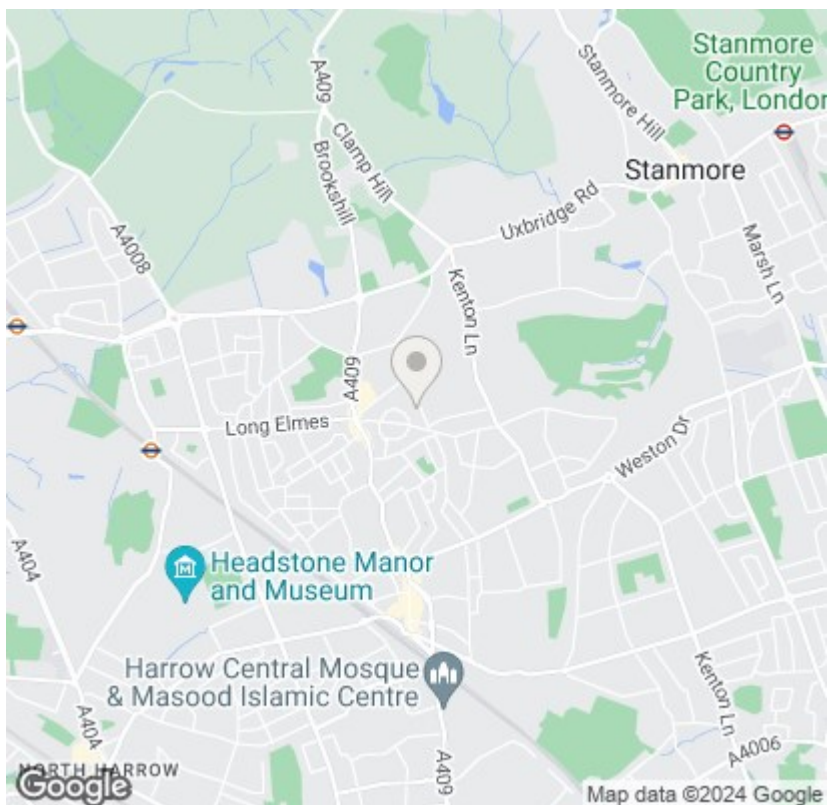 A409
Stanmore
Country
Park, London
Stanmore Hill
Clamp Hill
Brookshill
Stanmore
Uxbridge Rd
A4008
Marsh Ln
Kenton Ln
A409
Long Elmes
Weston Dr
A404
Headstone Manor
and Museum
Harrow Central Mosque
& Masood Islamic Centre
Kenton Ln
A404
A409
A4006
NORTH HARROW
Google
Map data ©2024 Google